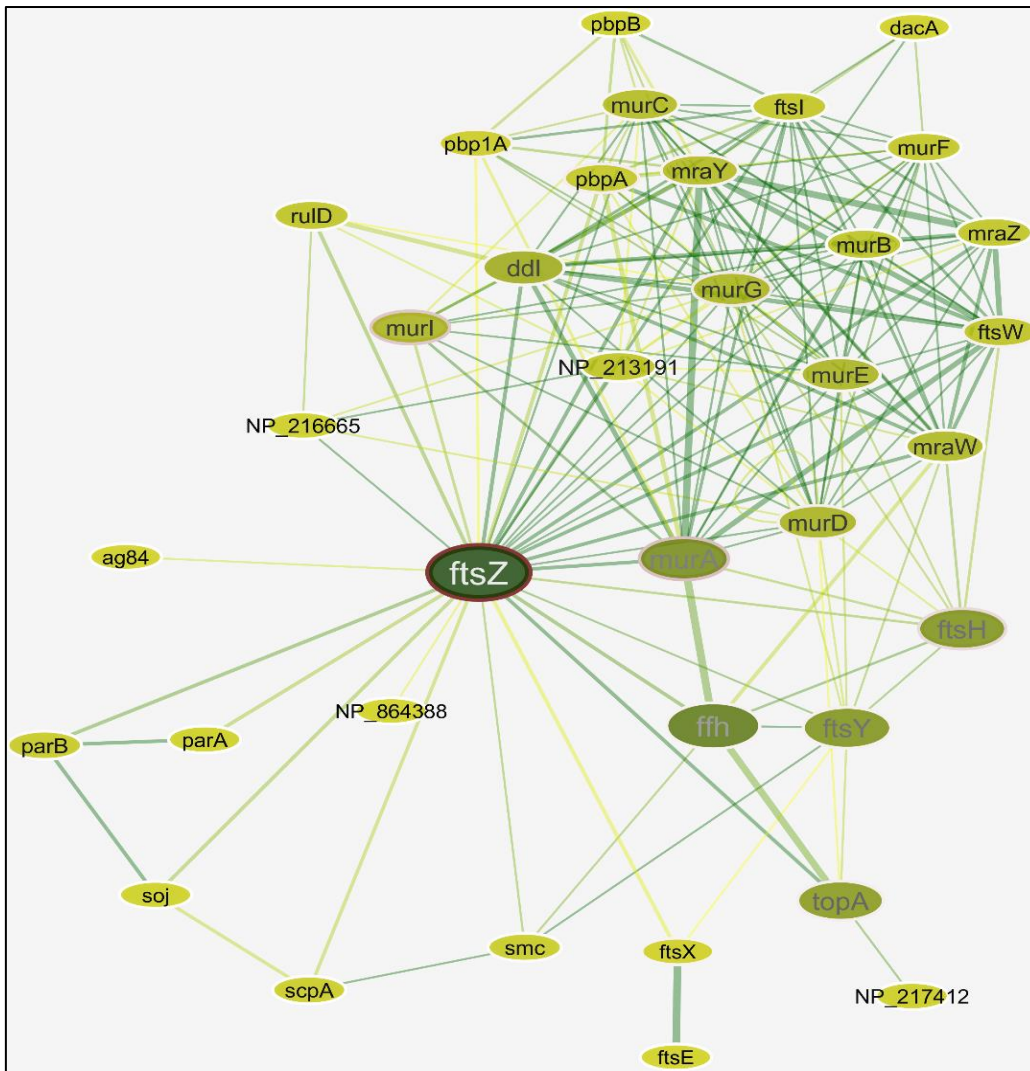 pbpB
dacA
murC
ftsI
pbp1A
murF
mraY
pbpA
rulD
mraZ
murB
ddl
murG
murI
ftsW
NP_213191
murE
NP_216665
mraW
murD
ag84
murA
ftsZ
ftsH
NP_864388
ffh
ftsY
parB
parA
soj
topA
smc
ftsX
scpA
NP_217412
ftsE